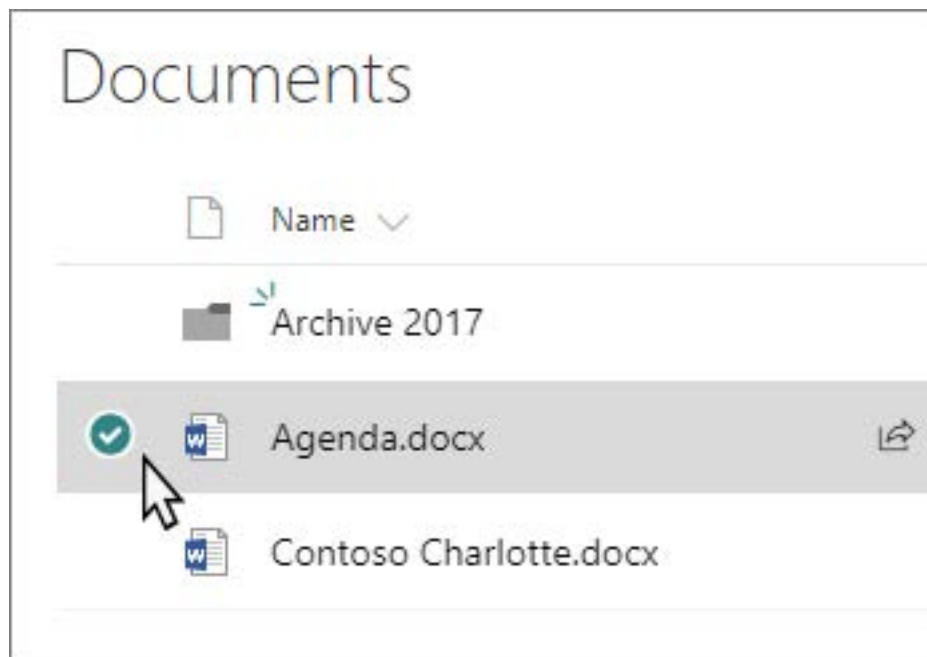 Documents
Name
Archive 2017
Agenda.docx
Contoso Charlotte.docx